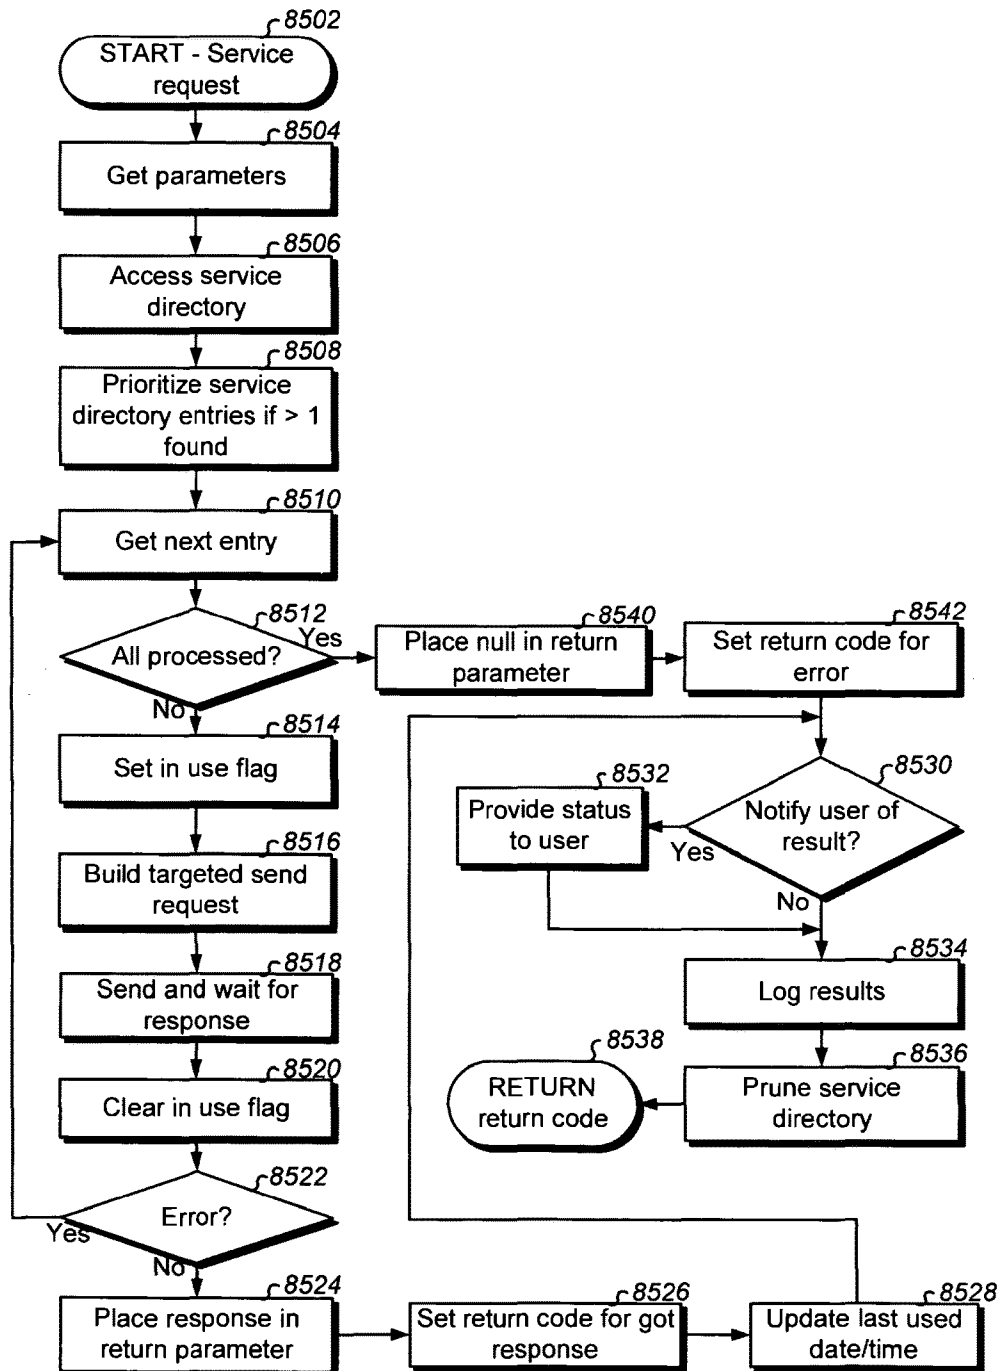 8502
START - Service
request
8504
Get parameters
8506
Access service
directory
8508
Prioritize service
directory entries if > 1
found
8510
Get next entry
8512
All processed?
Yes
No
8540
Place null in return
parameter
8542
Set return code for
error
8514
Set in use flag
8516
Build targeted send
request
8518
Send and wait for
response
8520
Clear in use flag
8522
Error?
Yes
No
8524
Place response in
return parameter
8526
Set return code for got
response
8528
Update last used
date/time
8530
Notify user of
result?
Yes
No
8532
Provide status
to user
8534
Log results
8536
Prune service
directory
8538
RETURN
return code